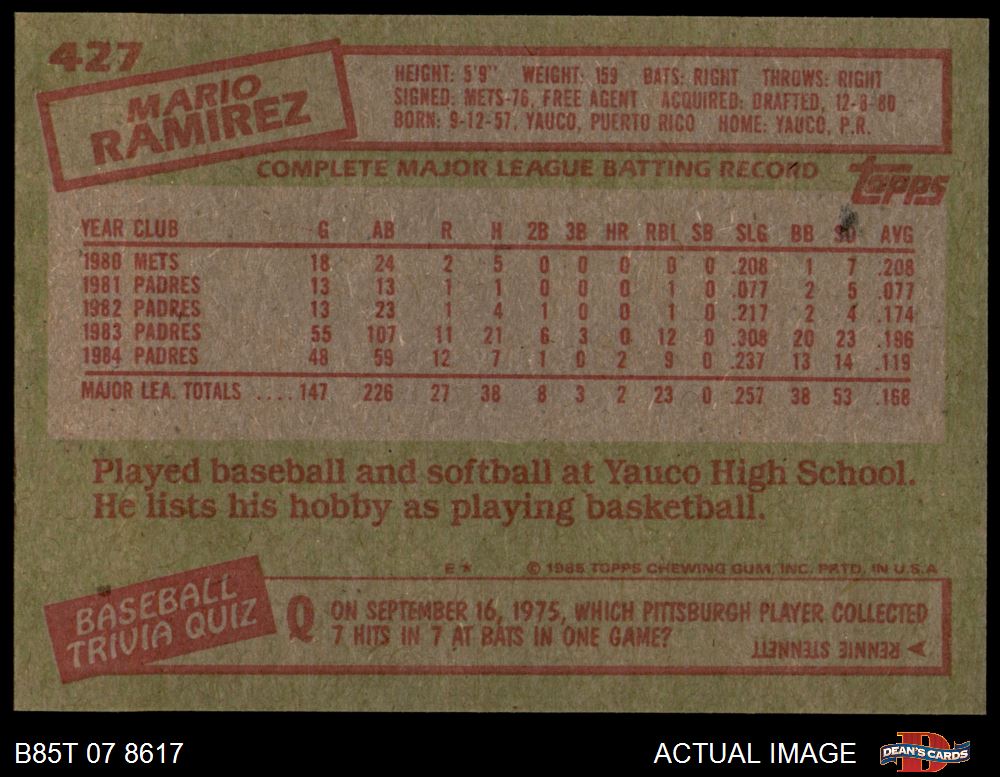 427
MARIO
RAMIREZ
HEIGHT: 5'9" WEIGHT: 159 BATS: RIGHT THROWS: RIGHT
SIGNED: METS-76, FREE AGENT ACQUIRED: DRAFTED, 12-8-80
BORN: 9-12-57, YAUCO, PUERTO RICO HOME: YAUCO, P.R.
COMPLETE MAJOR LEAGUE BATTING RECORD
topps
YEAR CLUB G AB R H 2B 3B HR RBI SB SLG BB SO AVG
1980 METS 18 24 2 5 0 0 0 0 0 .208 1 7 .208
1981 PADRES 13 13 1 1 0 0 0 1 0 .077 2 5 .077
1982 PADRES 13 23 1 4 1 0 0 1 0 .217 2 4 .174
1983 PADRES 55 107 11 21 6 3 0 12 0 .308 20 23 .196
1984 PADRES 48 59 12 7 1 0 2 9 0 .237 13 14 .119
MAJOR LEA. TOTALS ....147 226 27 38 8 3 2 23 0 .257 38 53 .168
Played baseball and softball at Yauco High School.
He lists his hobby as playing basketball.
E* © 1985 TOPPS CHEWING GUM, INC. PRTD. IN U.S.A
BASEBALL
TRIVIA QUIZ
Q ON SEPTEMBER 16, 1975, WHICH PITTSBURGH PLAYER COLLECTED
7 HITS IN 7 AT BATS IN ONE GAME?
RENNIE STENNETT
B85T 07 8617
ACTUAL IMAGE
D
DEAN'S CARDS